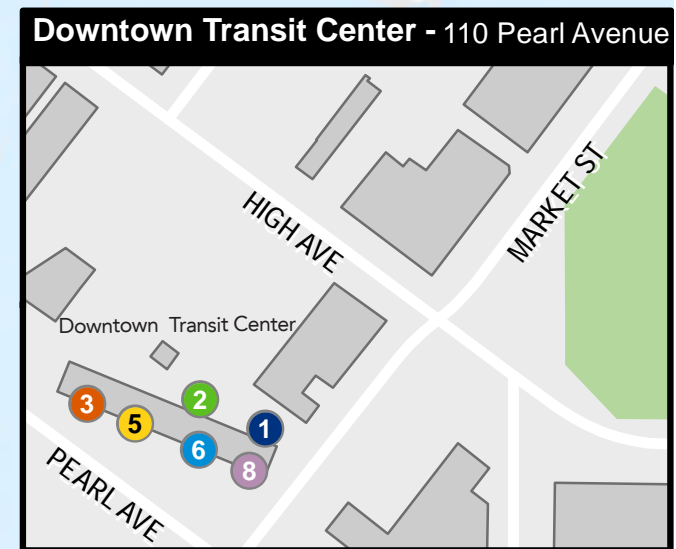 Downtown Transit Center - 110 Pearl Avenue
MARKET ST
HIGH AVE
Downtown Transit Center
3
5
2
6
1
8
PEARL AVE